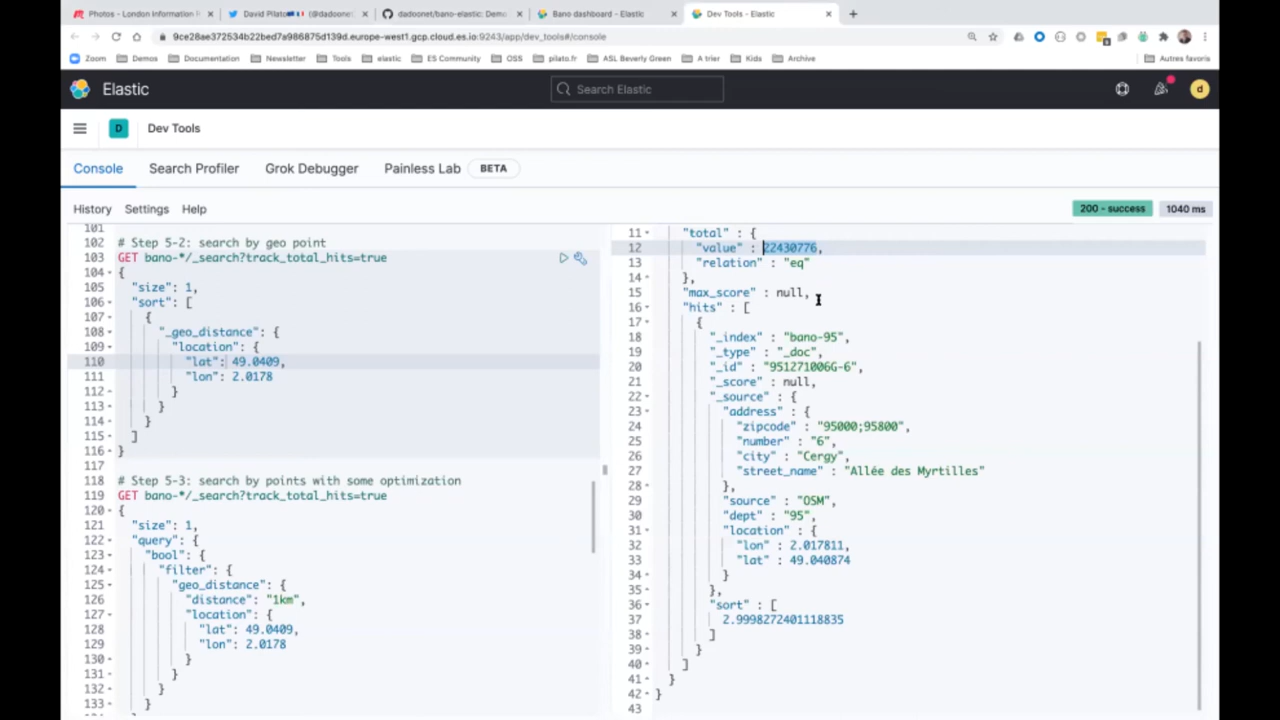 Photos - London Information R
David Pilato (@dadoone
dadoonet/bano-elastic: Demo
Bano dashboard - Elastic
Dev Tools - Elastic
9ce28ae372534b22bed7a986875d139d.europe-west1.gcp.cloud.es.io:9243/app/dev_tools#/console
Zoom
Demos
Documentation
Newsletter
Tools
elastic
ES Community
OSS
pilato.fr
ASL Beverly Green
A trier
Kids
Archive
Autres favoris
Elastic
Search Elastic
d
D
Dev Tools
Console
Search Profiler
Grok Debugger
Painless Lab
BETA
History
Settings
Help
200 - success
1040 ms
101
102 # Step 5-2: search by geo point
103 GET bano-*/_search?track_total_hits=true
104 {
105 "size": 1,
106 "sort": [
107 {
108 "_geo_distance": {
109 "location": {
110 "lat": 49.0409,
111 "lon": 2.0178
112 }
113 }
114 }
115 ]
116 }
117
118 # Step 5-3: search by points with some optimization
119 GET bano-*/_search?track_total_hits=true
120 {
121 "size": 1,
122 "query": {
123 "bool": {
124 "filter": {
125 "geo_distance": {
126 "distance": "1km",
127 "location": {
128 "lat": 49.0409,
129 "lon": 2.0178
130 }
131 }
132 }
133 }
11 "total" : {
12 "value" : 22430776,
13 "relation" : "eq"
14 },
15 "max_score" : null,
16 "hits" : [
17 {
18 "_index" : "bano-95",
19 "_type" : "_doc",
20 "_id" : "951271006G-6",
21 "_score" : null,
22 "_source" : {
23 "address" : {
24 "zipcode" : "95000;95800",
25 "number" : "6",
26 "city" : "Cergy",
27 "street_name" : "Allée des Myrtilles"
28 },
29 "source" : "OSM",
30 "dept" : "95",
31 "location" : {
32 "lon" : 2.017811,
33 "lat" : 49.040874
34 }
35 },
36 "sort" : [
37 2.9998272401118835
38 ]
39 }
40 ]
41 }
42 }
43